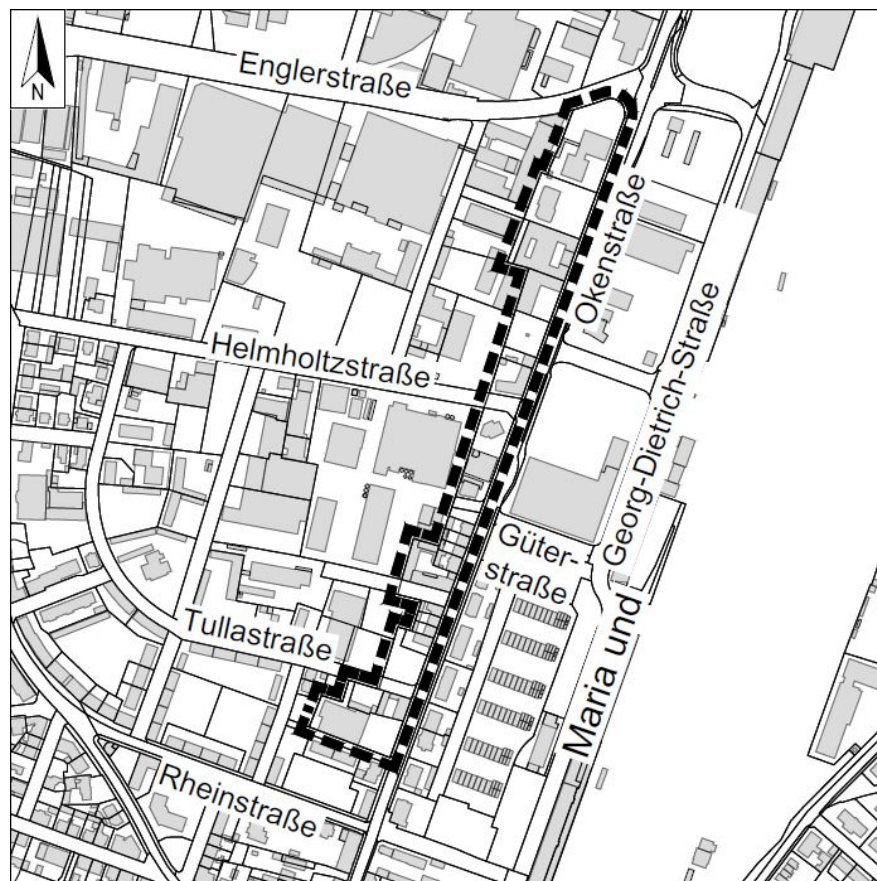 N
Englerstraße
Okenstraße
Helmholtzstraße
Güter-
straße
Maria und Georg-Dietrich-Straße
Tullastraße
Rheinstraße